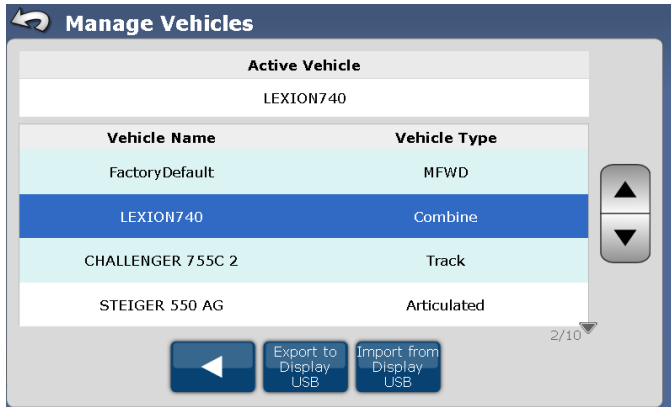 Manage Vehicles
Active Vehicle
LEXION740
Vehicle Name Vehicle Type
FactoryDefault MFWD
LEXION740 Combine
CHALLENGER 755C 2 Track
STEIGER 550 AG Articulated
2/10
Export to
Display
USB
Import from
Display
USB